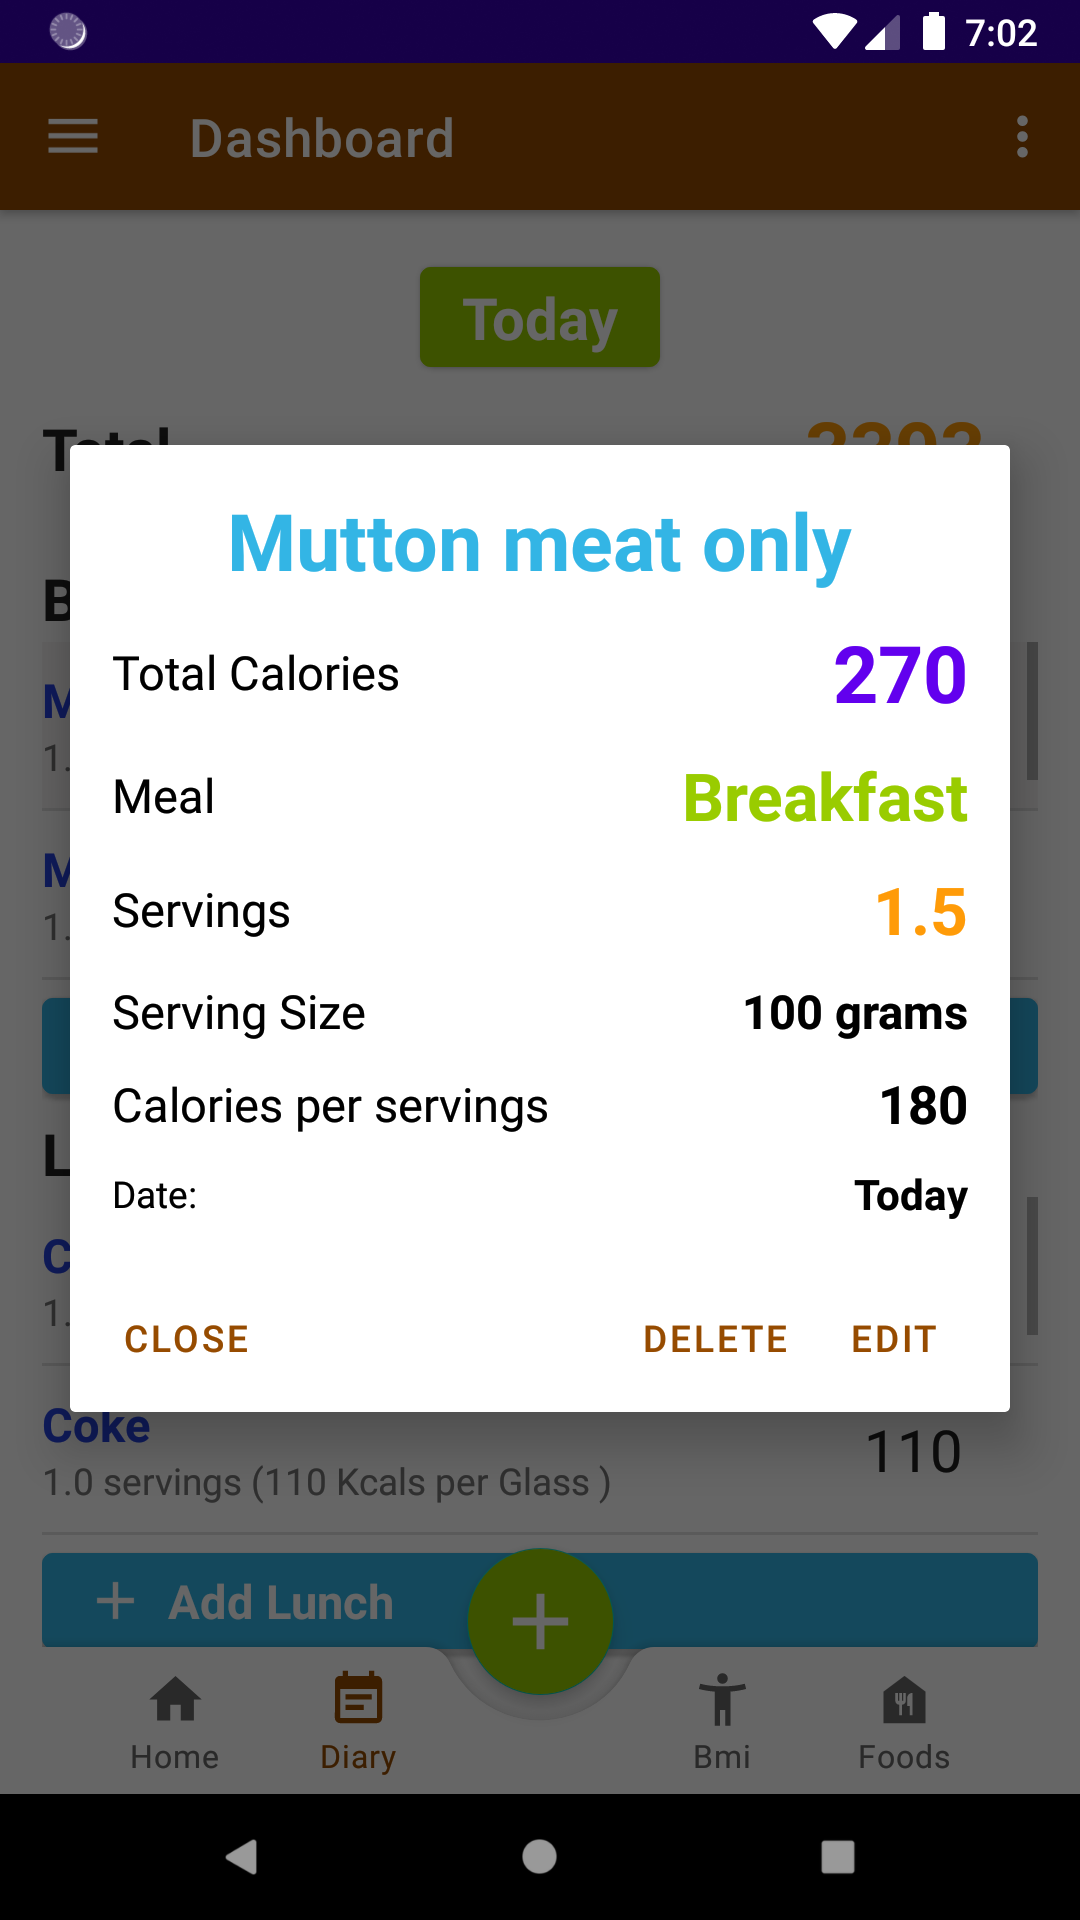 7:02
Dashboard
Today
Mutton meat only
Total Calories 270
Meal Breakfast
Servings 1.5
Serving Size 100 grams
Calories per servings 180
Date: Today
CLOSE DELETE EDIT
Coke 110
1.0 servings (110 Kcals per Glass )
Add Lunch
Home Diary Bmi Foods